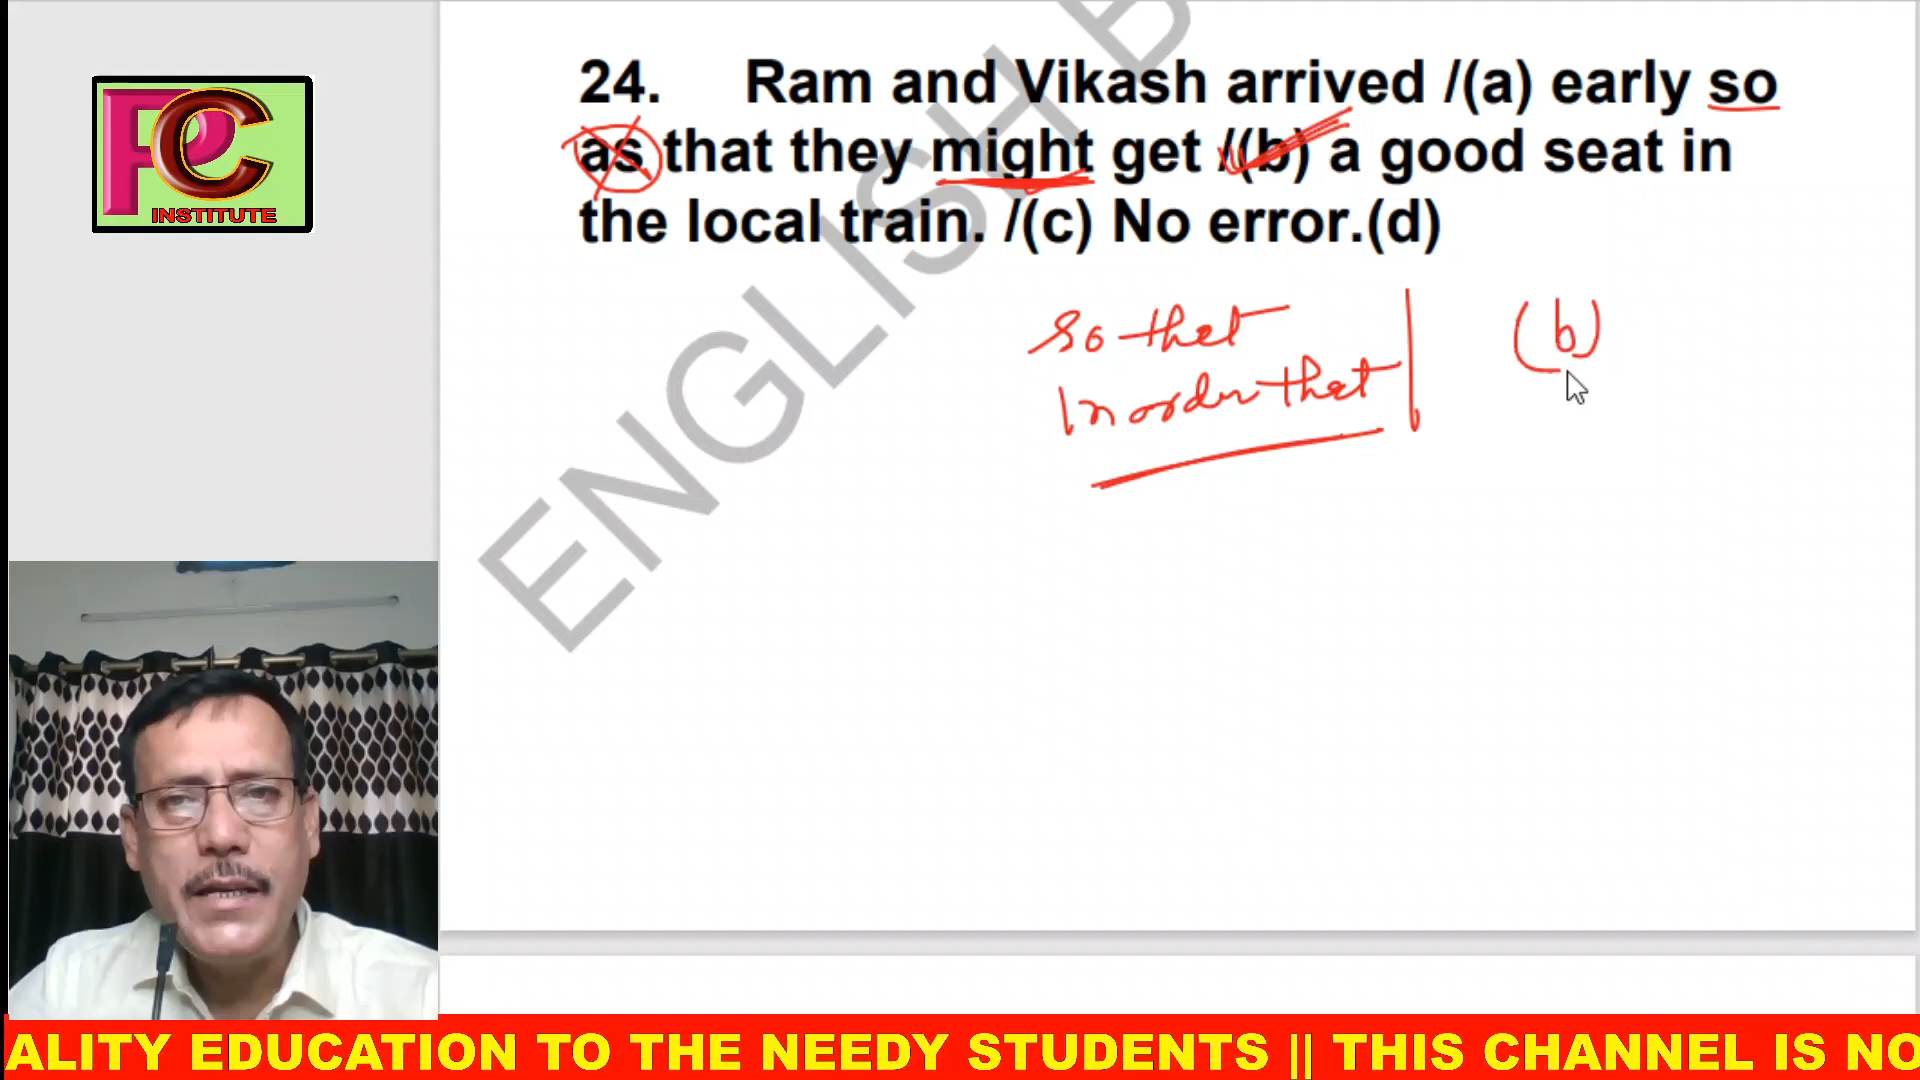 24. Ram and Vikash arrived /(a) early so
as that they might get /(b) a good seat in
the local train. /(c) No error.(d)
PC
INSTITUTE
ENGLISH B
So that
In order that
(b)
ALITY EDUCATION TO THE NEEDY STUDENTS || THIS CHANNEL IS NO